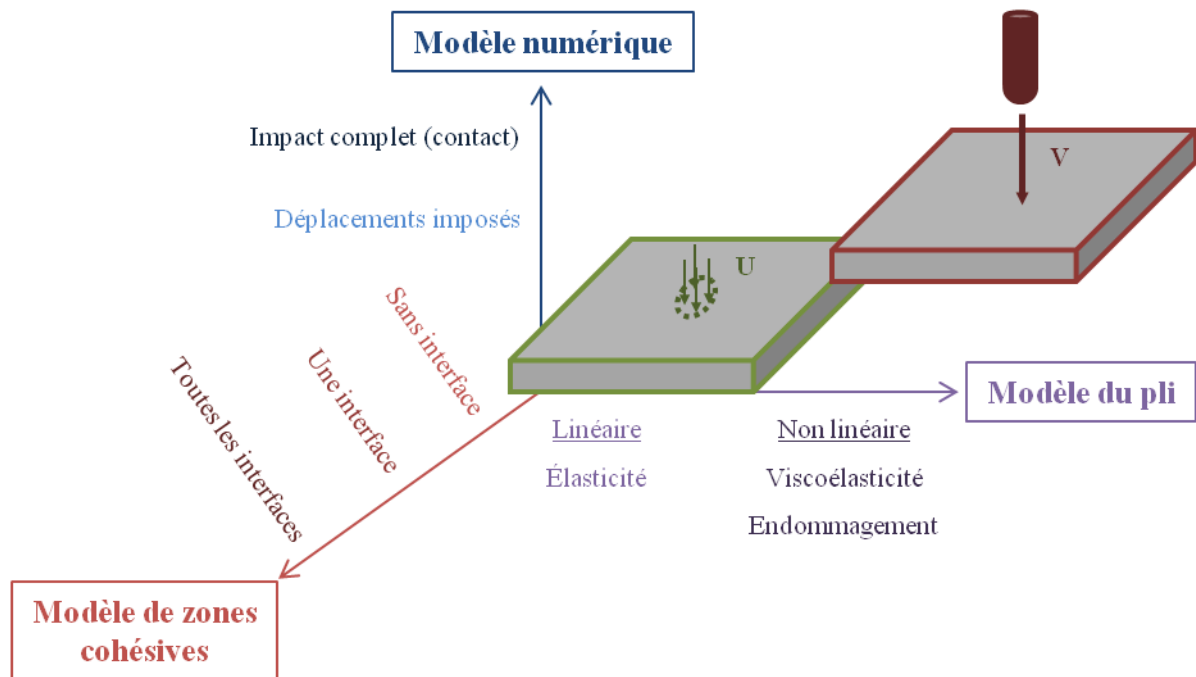 Modèle numérique
Impact complet (contact)
V
Déplacements imposés
U
Sans interface
Une interface
Toutes les interfaces
Modèle du pli
Linéaire
Non linéaire
Élasticité
Viscoélasticité
Endommagement
Modèle de zones
cohésives